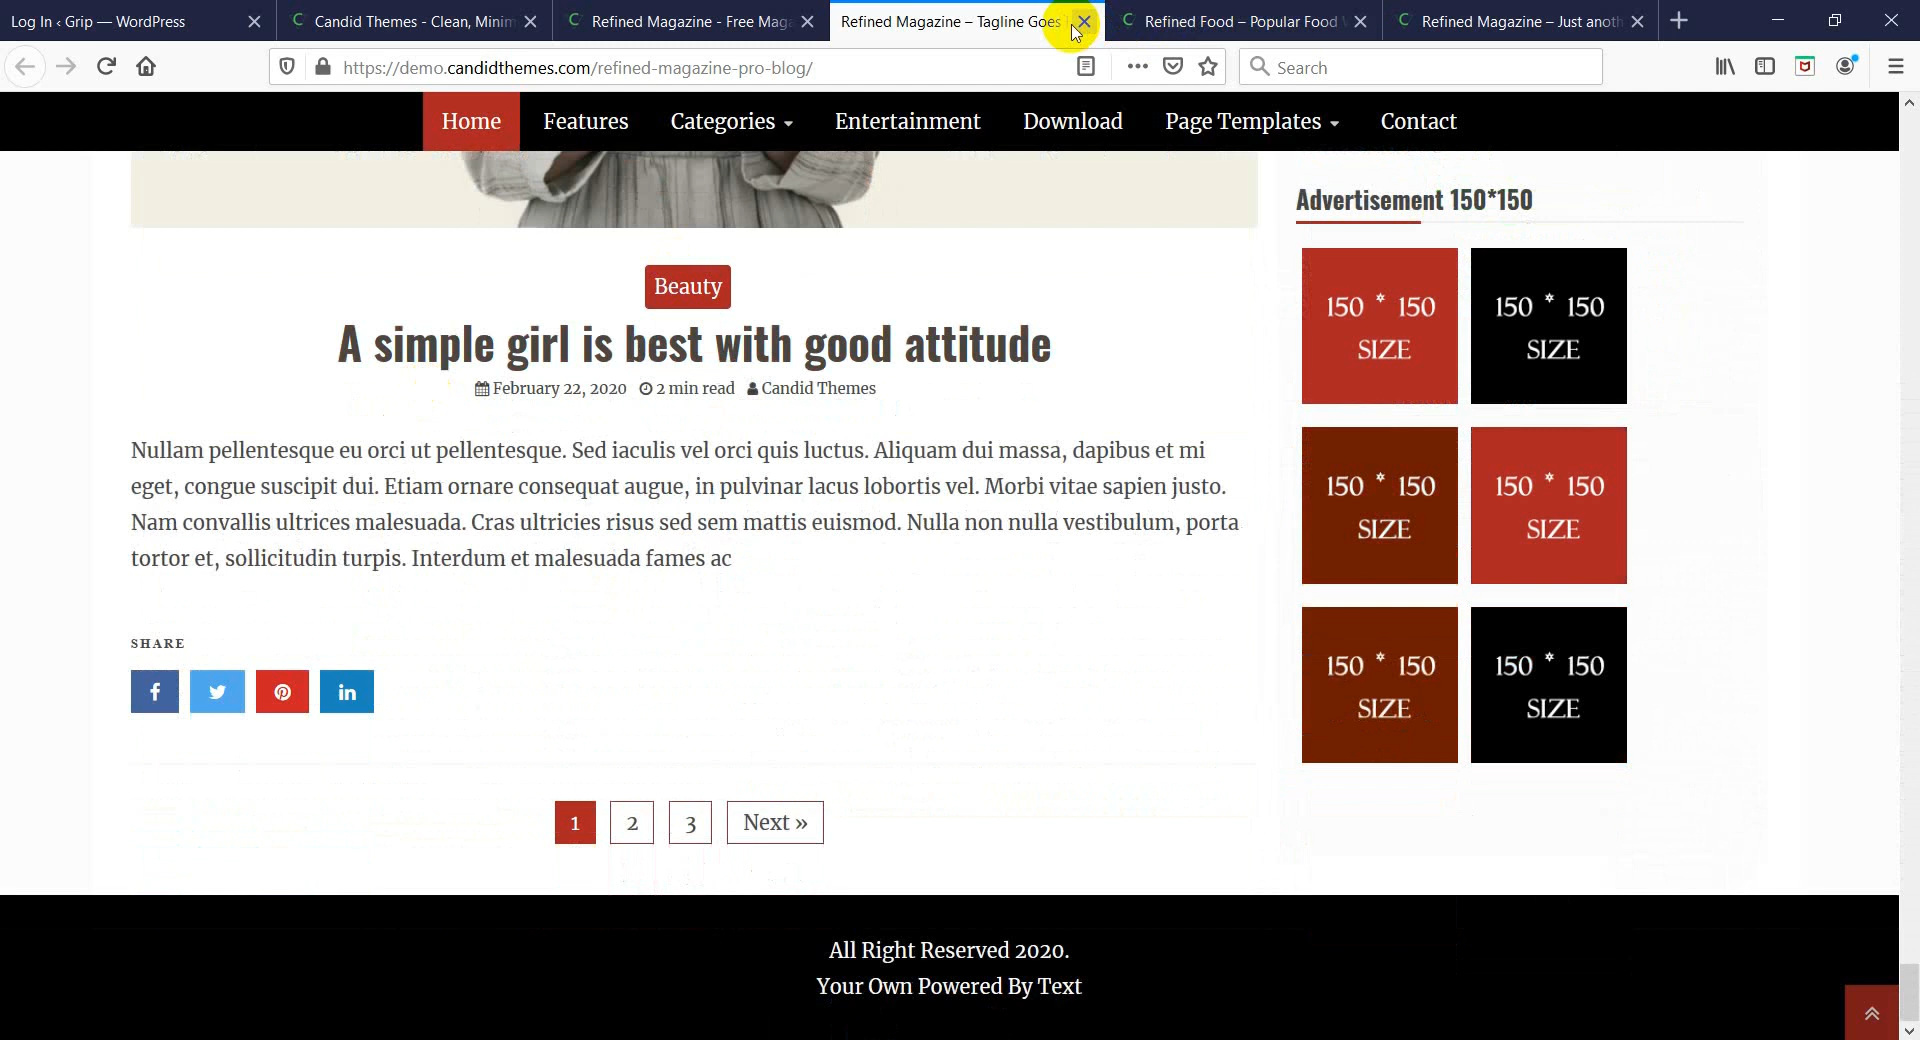 Log In ‹ Grip — WordPress
Candid Themes - Clean, Minim
Refined Magazine - Free Maga
Refined Magazine – Tagline Goes
Refined Food – Popular Food
Refined Magazine – Just anoth
https://demo.candidthemes.com/refined-magazine-pro-blog/
Search
Home
Features
Categories
Entertainment
Download
Page Templates
Contact
Beauty
A simple girl is best with good attitude
February 22, 2020 2 min read Candid Themes
Nullam pellentesque eu orci ut pellentesque. Sed iaculis vel orci quis luctus. Aliquam dui massa, dapibus et mi
eget, congue suscipit dui. Etiam ornare consequat augue, in pulvinar lacus lobortis vel. Morbi vitae sapien justo.
Nam convallis ultrices malesuada. Cras ultricies risus sed sem mattis euismod. Nulla non nulla vestibulum, porta
tortor et, sollicitudin turpis. Interdum et malesuada fames ac
SHARE
1
2
3
Next »
Advertisement 150*150
150 * 150
SIZE
150 * 150
SIZE
150 * 150
SIZE
150 * 150
SIZE
150 * 150
SIZE
150 * 150
SIZE
All Right Reserved 2020.
Your Own Powered By Text